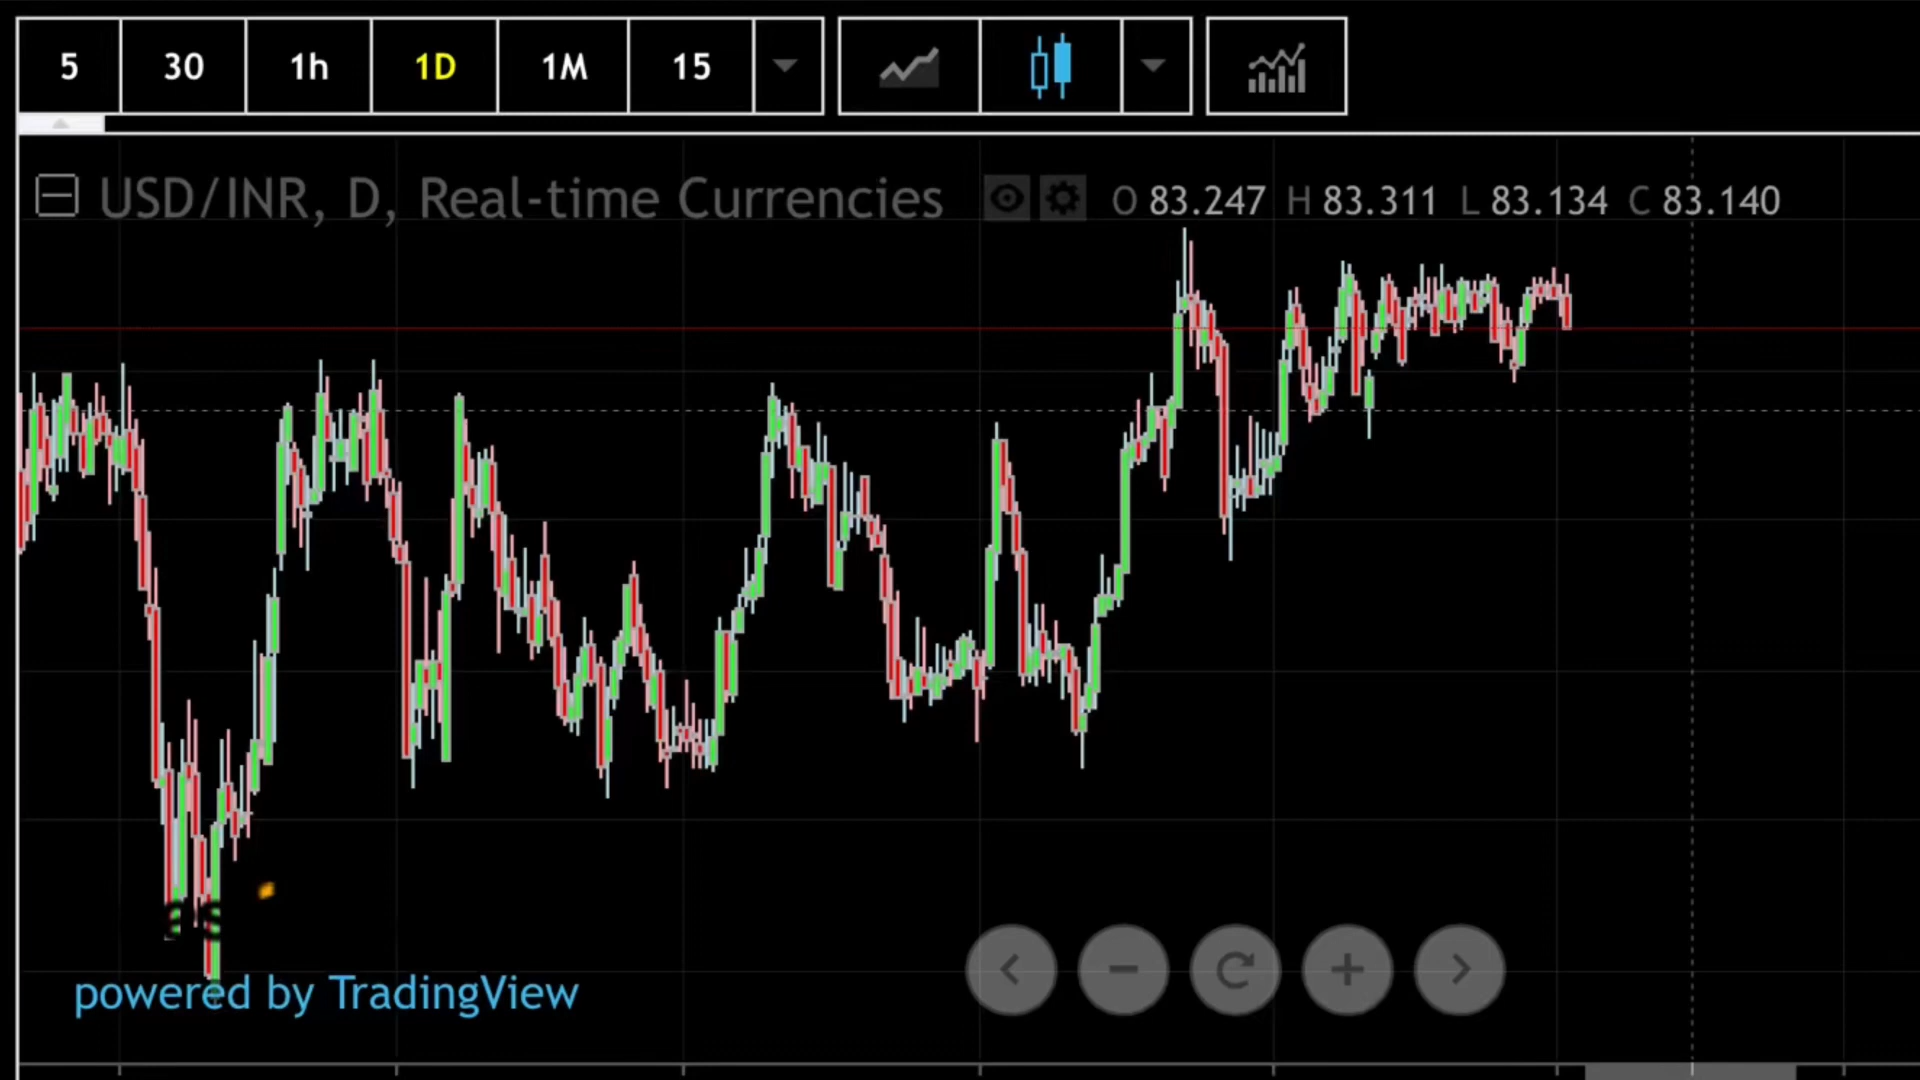 5 30 1h 1D 1M 15
USD/INR, D, Real-time Currencies O 83.247 H 83.311 L 83.134 C 83.140
powered by TradingView